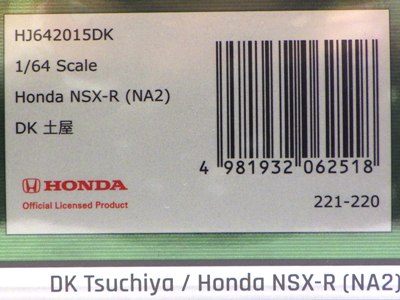 HJ642015DK
1/64 Scale
Honda NSX-R (NA2)
DK 土屋
4 981932 062518
HONDA
Official Licensed Product
221-220
DK Tsuchiya / Honda NSX-R (NA2)